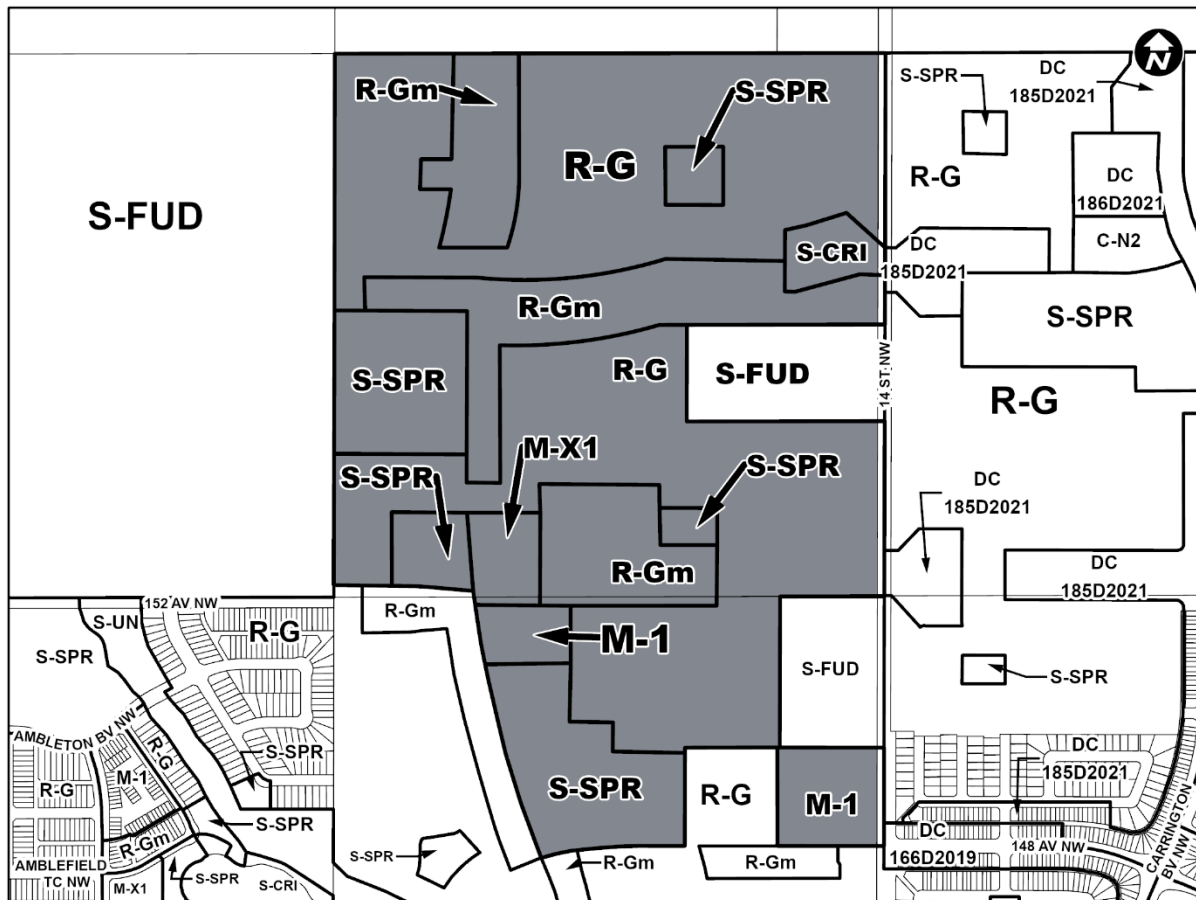 N
S-SPR
DC
185D2021
R-Gm
S-SPR
R-G
R-G
DC
186D2021
S-FUD
C-N2
S-CRI
DC
185D2021
R-Gm
S-SPR
S-SPR
R-G
S-FUD
14 ST NW
R-G
M-X1
S-SPR
S-SPR
DC
185D2021
R-Gm
DC
185D2021
152 AV NW
R-Gm
S-UN
R-G
S-SPR
M-1
S-FUD
S-SPR
AMBLETON BV NW
R-G
S-SPR
DC
185D2021
M-1
R-G
S-SPR
R-G
M-1
S-SPR
R-Gm
DC
166D2019
148 AV NW
CARRINGTON
BV NW
S-SPR
R-Gm
R-Gm
AMBLEFIELD
TC NW
M-X1
S-SPR
S-CRI